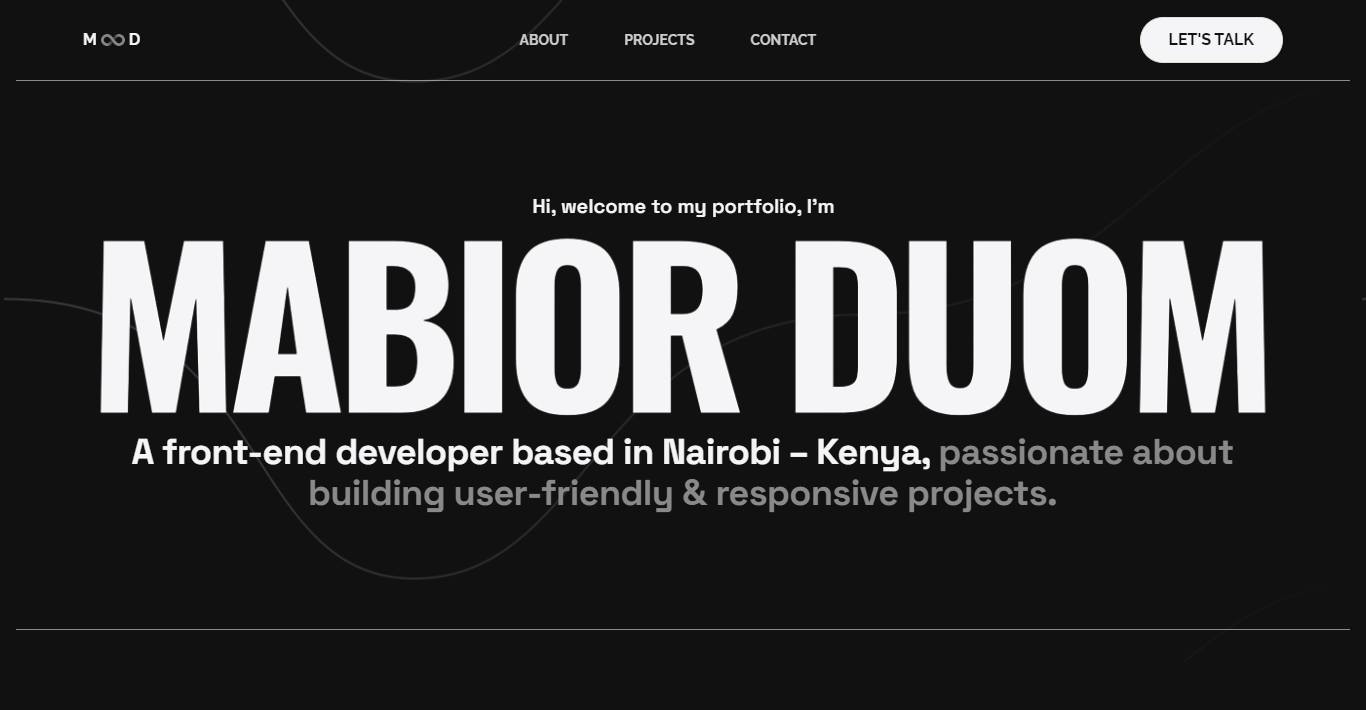 M ∞ D
ABOUT
PROJECTS
CONTACT
LET'S TALK
Hi, welcome to my portfolio, I’m
MABIOR DUOM
A front-end developer based in Nairobi – Kenya, passionate about
building user-friendly & responsive projects.